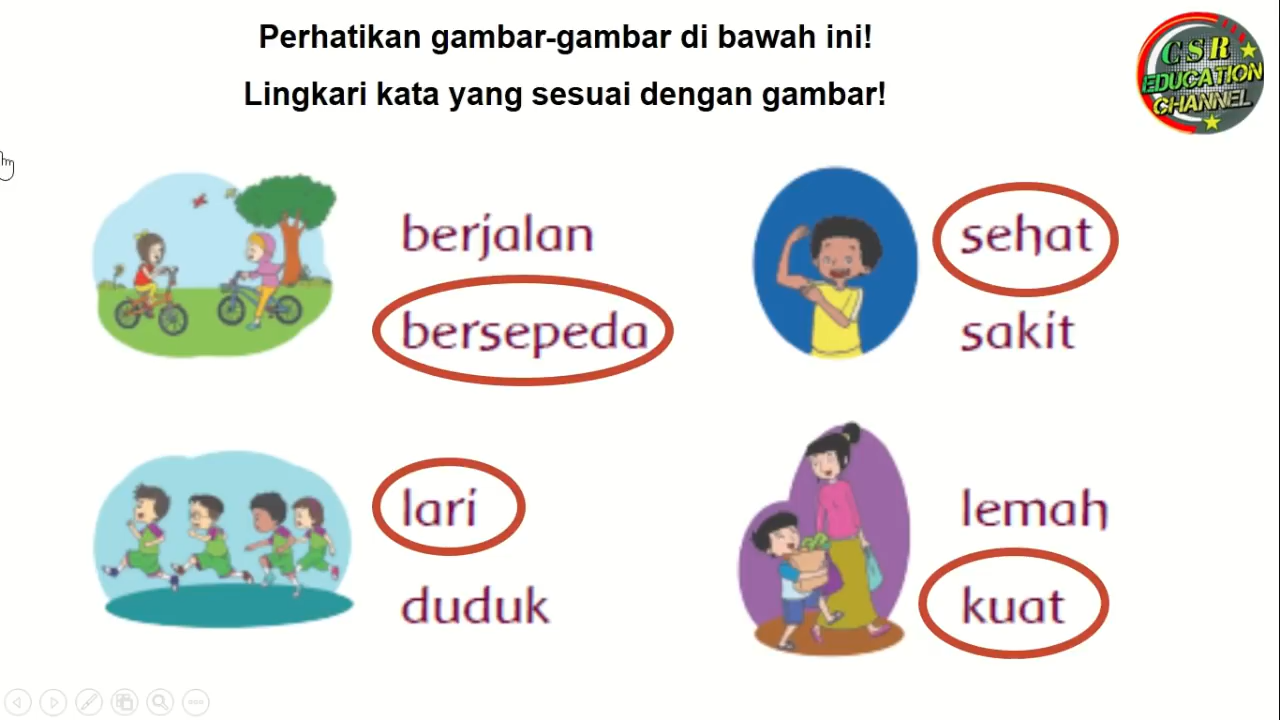 Perhatikan gambar-gambar di bawah ini!
Lingkari kata yang sesuai dengan gambar!
CSR
EDUCATION
CHANNEL
berjalan
bersepeda
sehat
sakit
lari
duduk
lemah
kuat